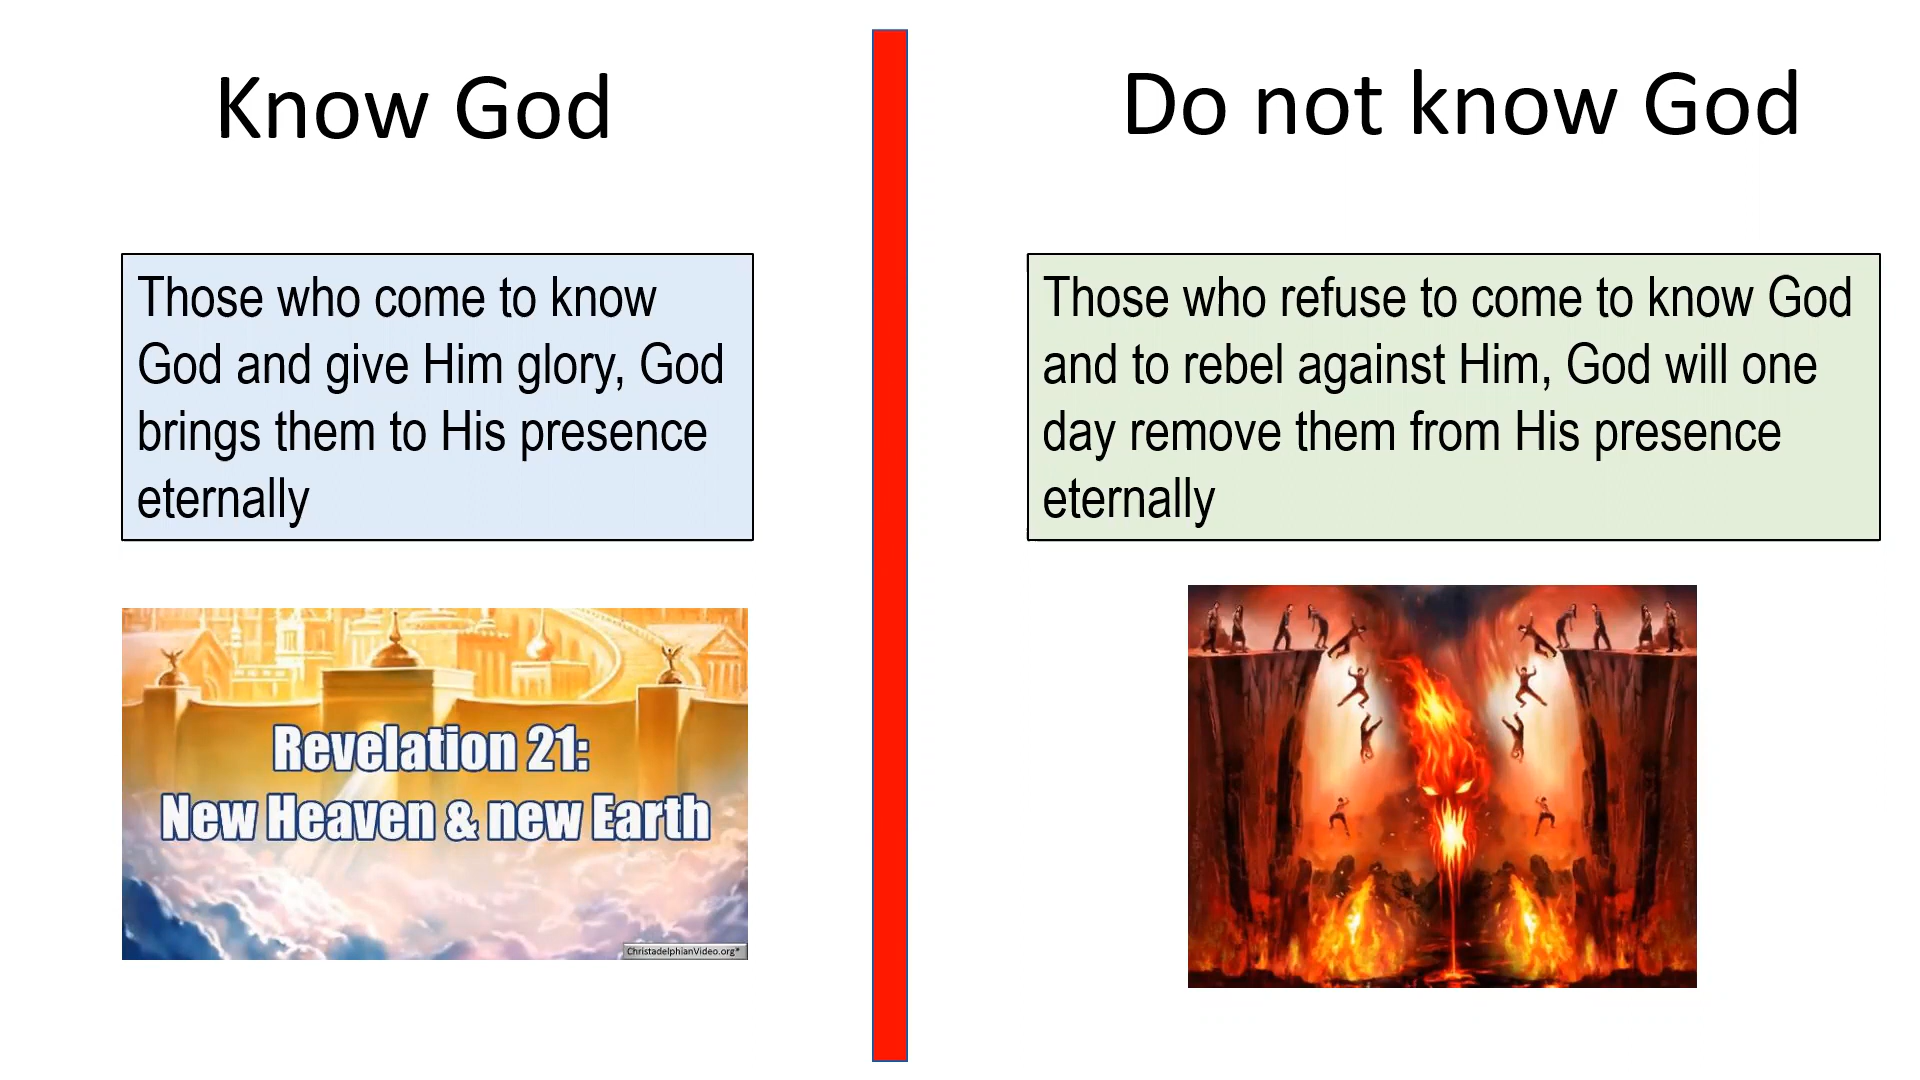 Know God
Those who come to know
God and give Him glory, God
brings them to His presence
eternally
Revelation 21:
New Heaven & new Earth
ChristadelphianVideo.org*
Do not know God
Those who refuse to come to know God
and to rebel against Him, God will one
day remove them from His presence
eternally